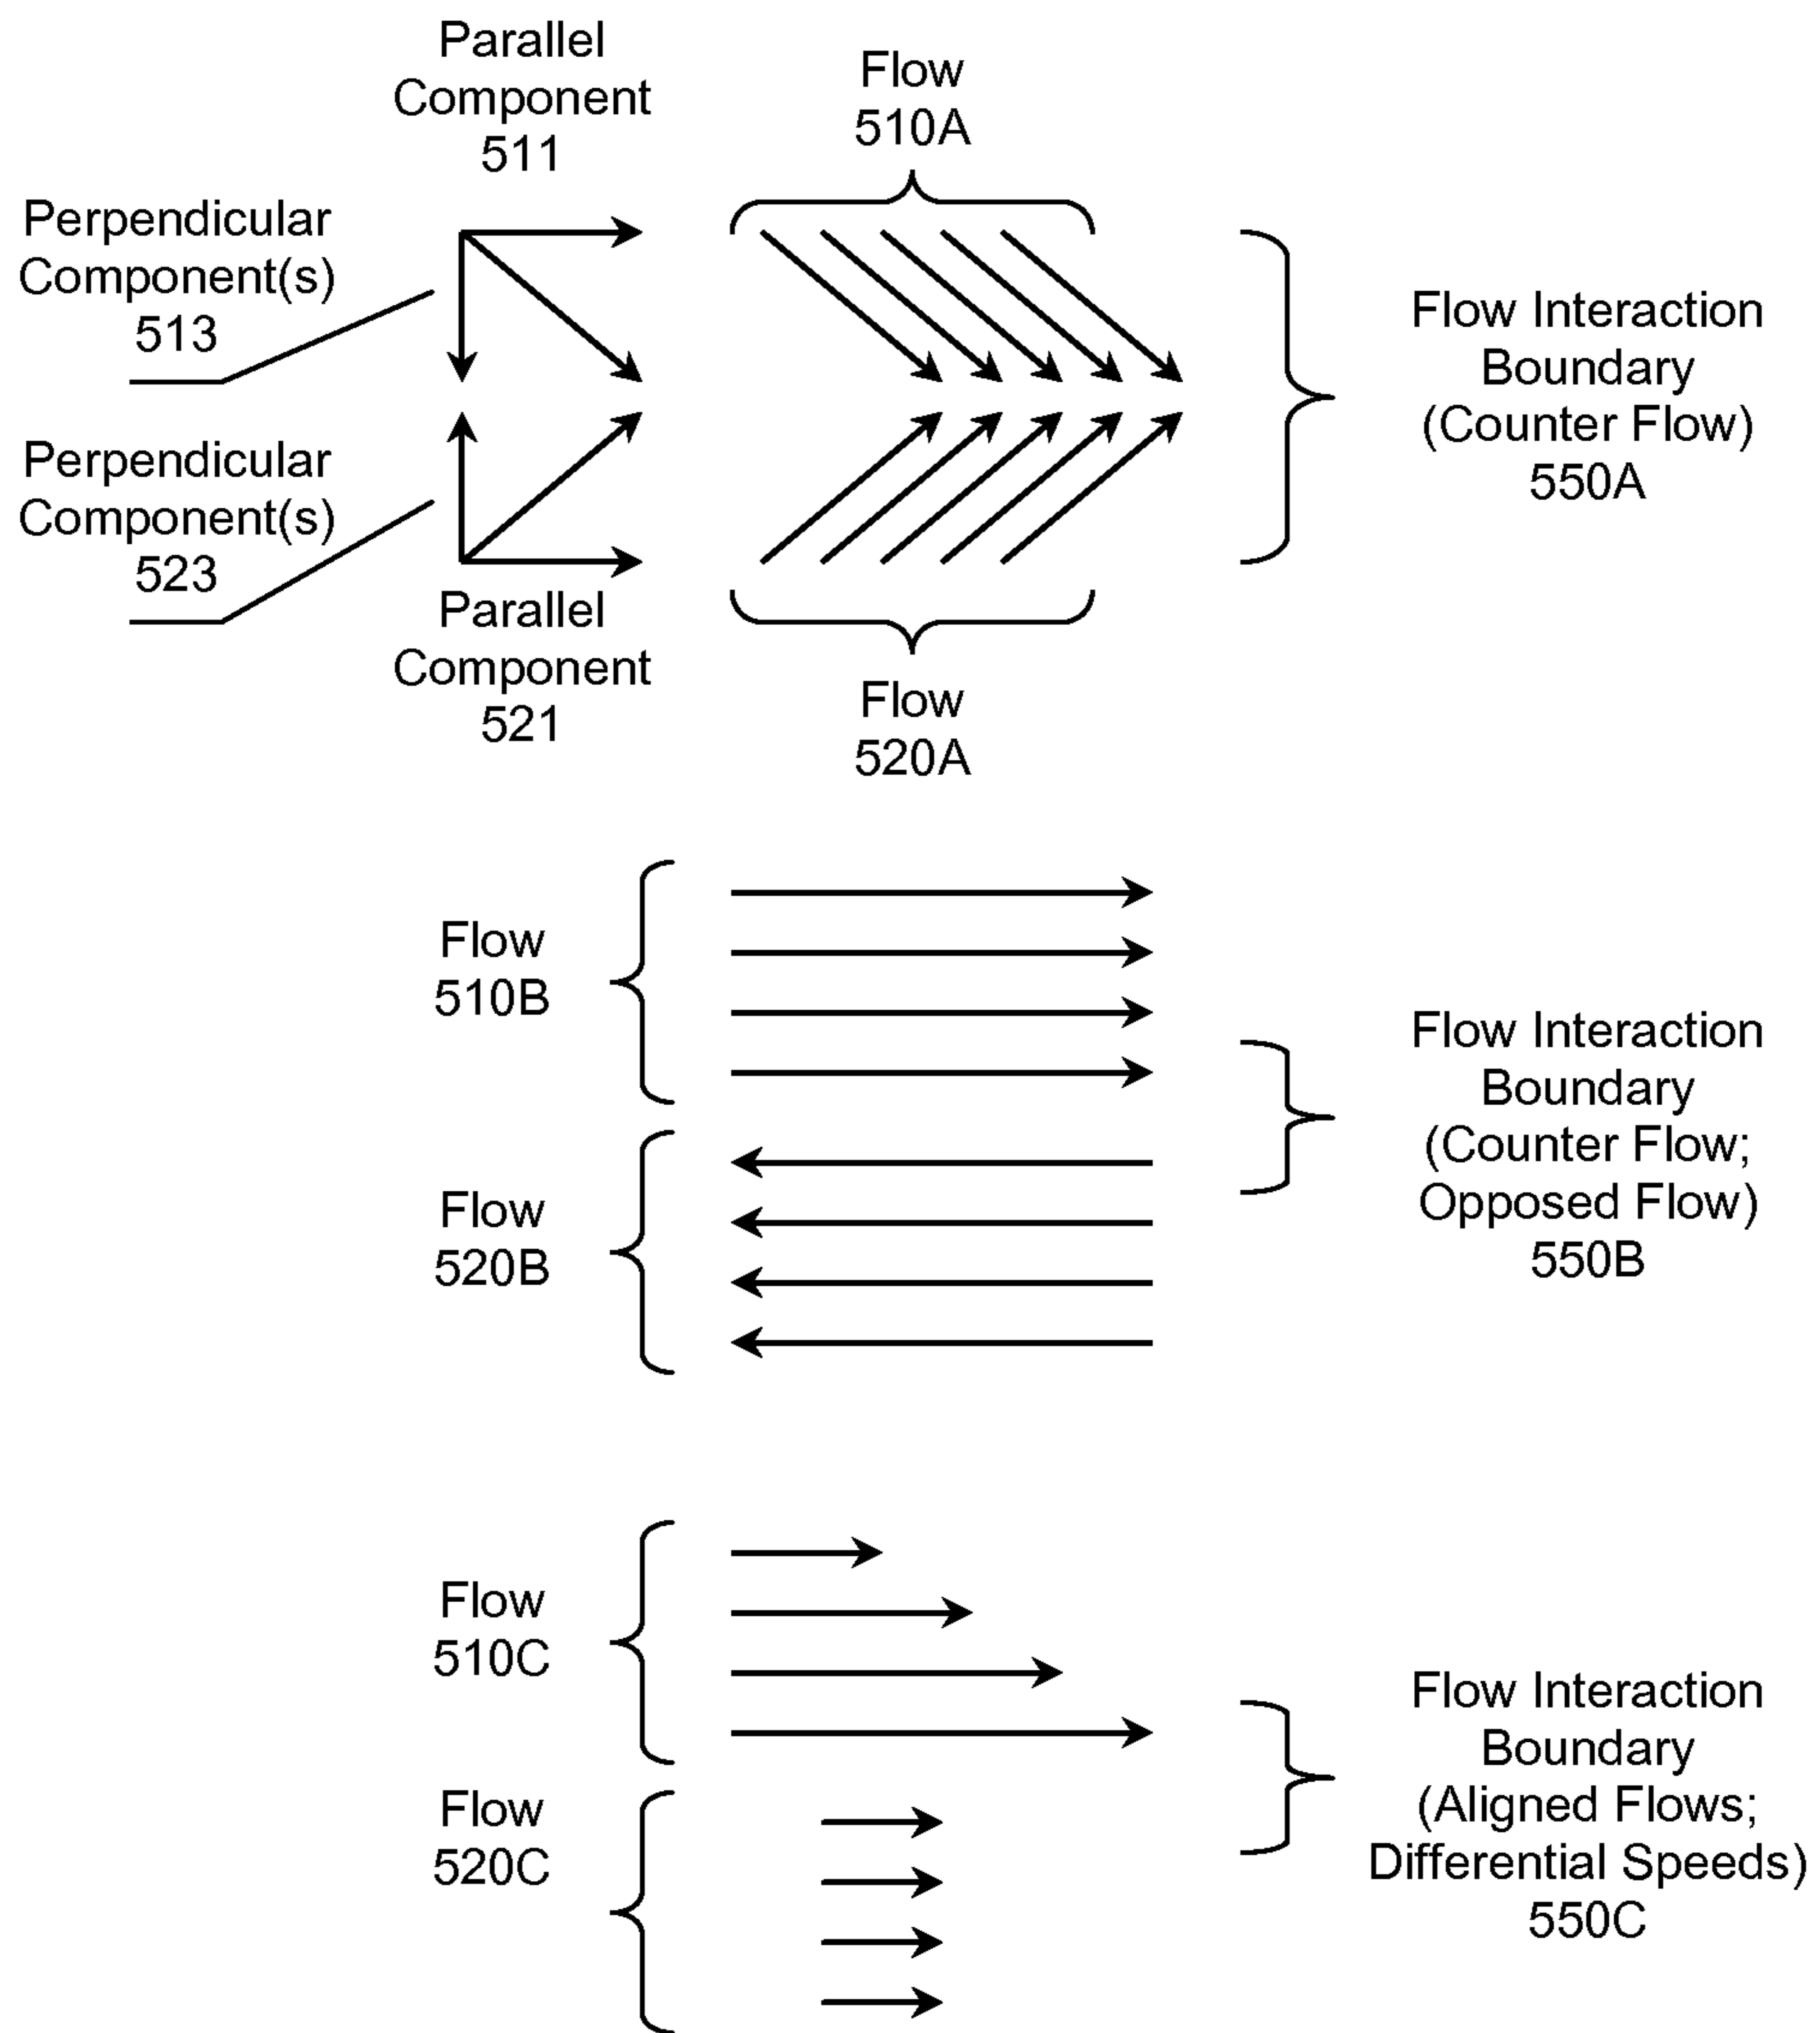 Parallel
Component
511
Flow
510A
Perpendicular
Component(s)
513
Flow Interaction
Boundary
(Counter Flow)
550A
Perpendicular
Component(s)
523
Parallel
Component
521
Flow
520A
Flow
510B
Flow Interaction
Boundary
(Counter Flow;
Opposed Flow)
550B
Flow
520B
Flow
510C
Flow Interaction
Boundary
(Aligned Flows;
Differential Speeds)
550C
Flow
520C